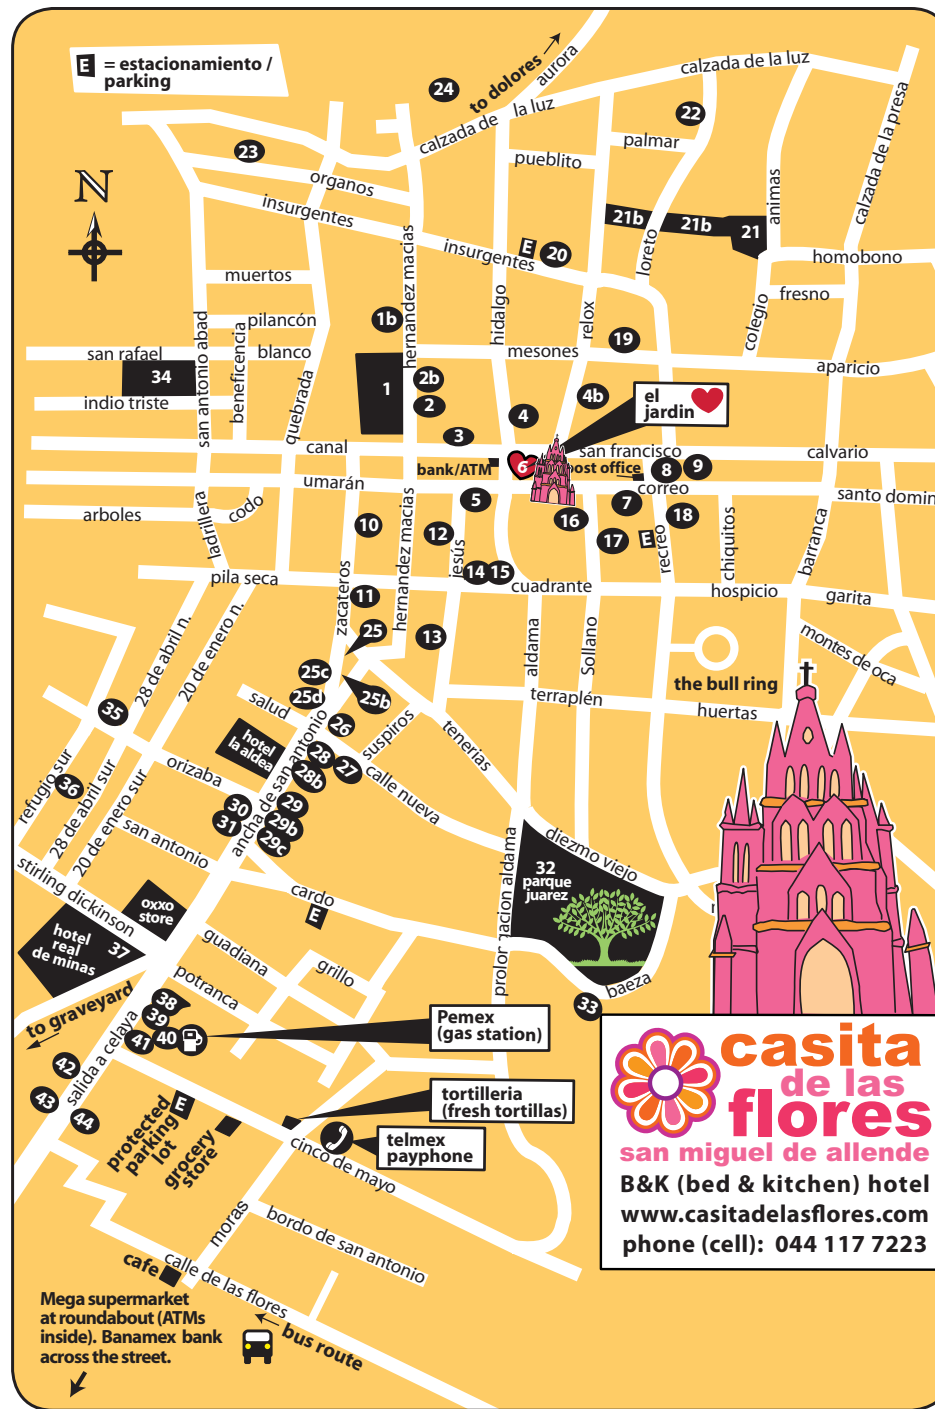 E = estacionamiento /
parking
N
24
to dolores
aurora
calzada de la luz
calzada de la luz
calzada de la presa
22
palmar
pueblito
23
organos
insurgentes
insurgentes
animas
21b
21b
21
E
20
loreto
homobono
fresno
colegio
muertos
hernandez macias
hidalgo
relox
pilancón
1b
san antonio abad
beneficencia
san rafael
blanco
mesones
19
aparicio
34
1
2b
2
4b
el
jardin
indio triste
quebrada
4
3
canal
san francisco
calvario
bank/ATM
6
post office
8
9
umarán
correo
santo domin
5
7
arboles
codo
ladrillera
10
12
hernandez macias
jesús
16
17
E
18
recreo
chiquitos
barranca
14
15
pila seca
cuadrante
hospicio
garita
zacateros
11
25
13
aldama
sollano
montes de oca
28 de abril n.
20 de enero n.
25c
25d
25b
the bull ring
terraplén
huertas
salud
26
suspiros
tenerias
35
hotel
la aldea
28
27
28b
calle nueva
orizaba
ancha de san antonio
refugio sur
36
28 de abril sur
20 de enero sur
30
31
29
29b
29c
san antonio
diezmo viejo
32
parque
juarez
prolongacion aldama
stirling dickinson
oxxo
store
cardo
E
hotel
real
de minas
37
guadiana
grillo
potranca
baeza
33
to graveyard
38
39
40
41
Pemex
(gas station)
salida a celaya
42
43
44
protected
parking
lot
E
grocery
store
tortilleria
(fresh tortillas)
telmex
payphone
cinco de mayo
moras
bordo de san antonio
cafe
calle de las flores
bus route
Mega supermarket
at roundabout (ATMs
inside). Banamex bank
across the street.
casita
de las
flores
san miguel de allende
B&K (bed & kitchen) hotel
www.casitadelasflores.com
phone (cell): 044 117 7223